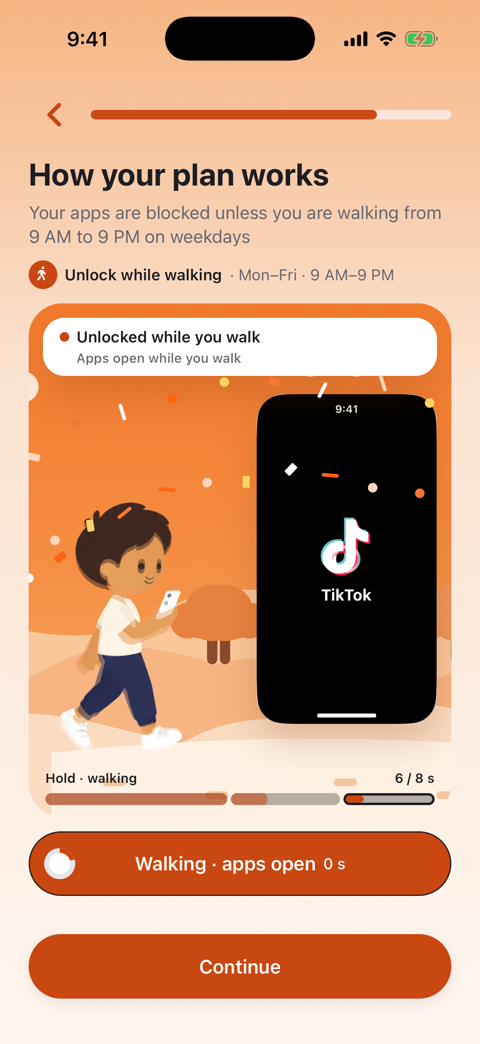 9:41
How your plan works
Your apps are blocked unless you are walking from
9 AM to 9 PM on weekdays
Unlock while walking · Mon–Fri · 9 AM–9 PM
Unlocked while you walk
Apps open while you walk
9:41
TikTok
Hold · walking 6 / 8 s
Walking · apps open 0 s
Continue